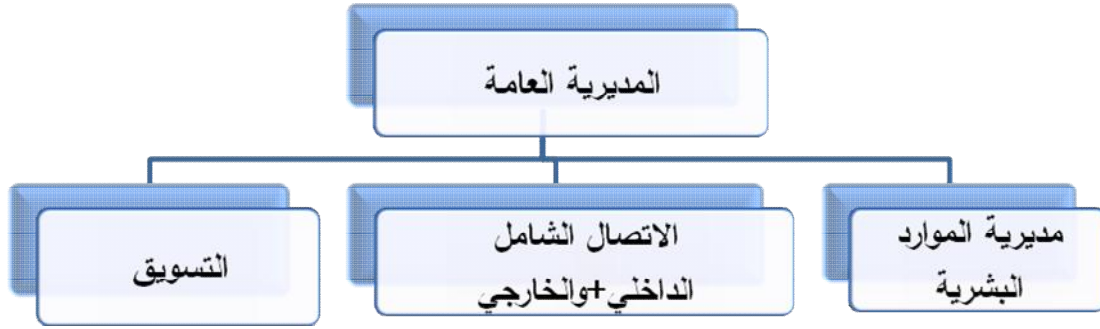 المديرية العامة
مديرية الموارد
البشرية
الاتصال الشامل
الداخلي+والخارجي
التسويق